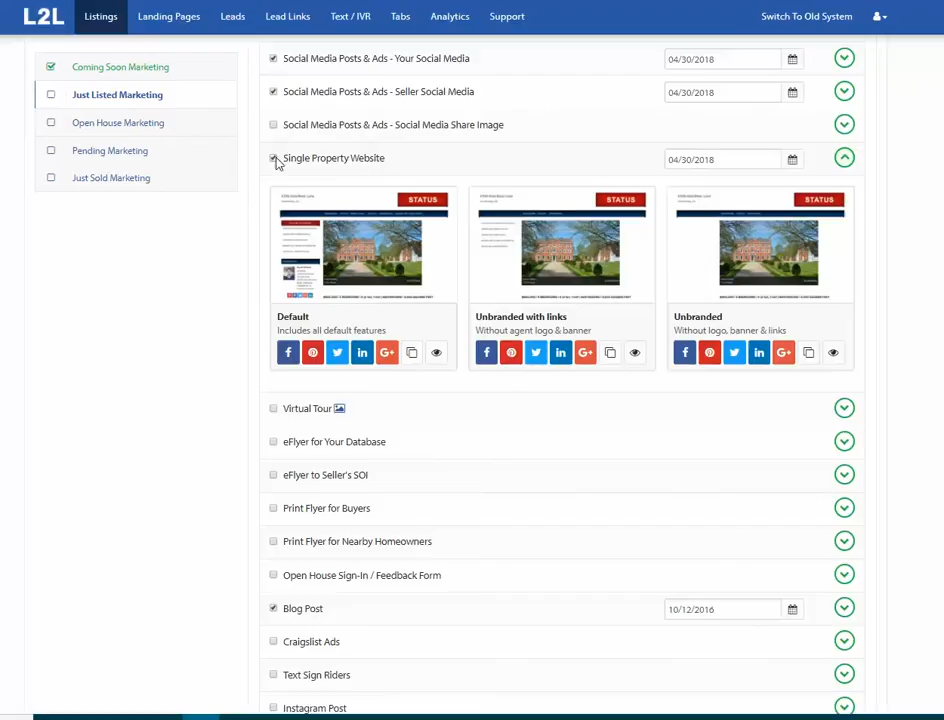 L2L Listings Landing Pages Leads Lead Links Text / IVR Tabs Analytics Support Switch To Old System
Coming Soon Marketing
Just Listed Marketing
Open House Marketing
Pending Marketing
Just Sold Marketing
Social Media Posts & Ads - Your Social Media 04/30/2018
Social Media Posts & Ads - Seller Social Media 04/30/2018
Social Media Posts & Ads - Social Media Share Image
Single Property Website 04/30/2018
STATUS STATUS STATUS
Default Unbranded with links Unbranded
Includes all default features Without agent logo & banner Without logo, banner & links
Virtual Tour
eFlyer for Your Database
eFlyer to Seller's SOI
Print Flyer for Buyers
Print Flyer for Nearby Homeowners
Open House Sign-In / Feedback Form
Blog Post 10/12/2016
Craigslist Ads
Text Sign Riders
Instagram Post